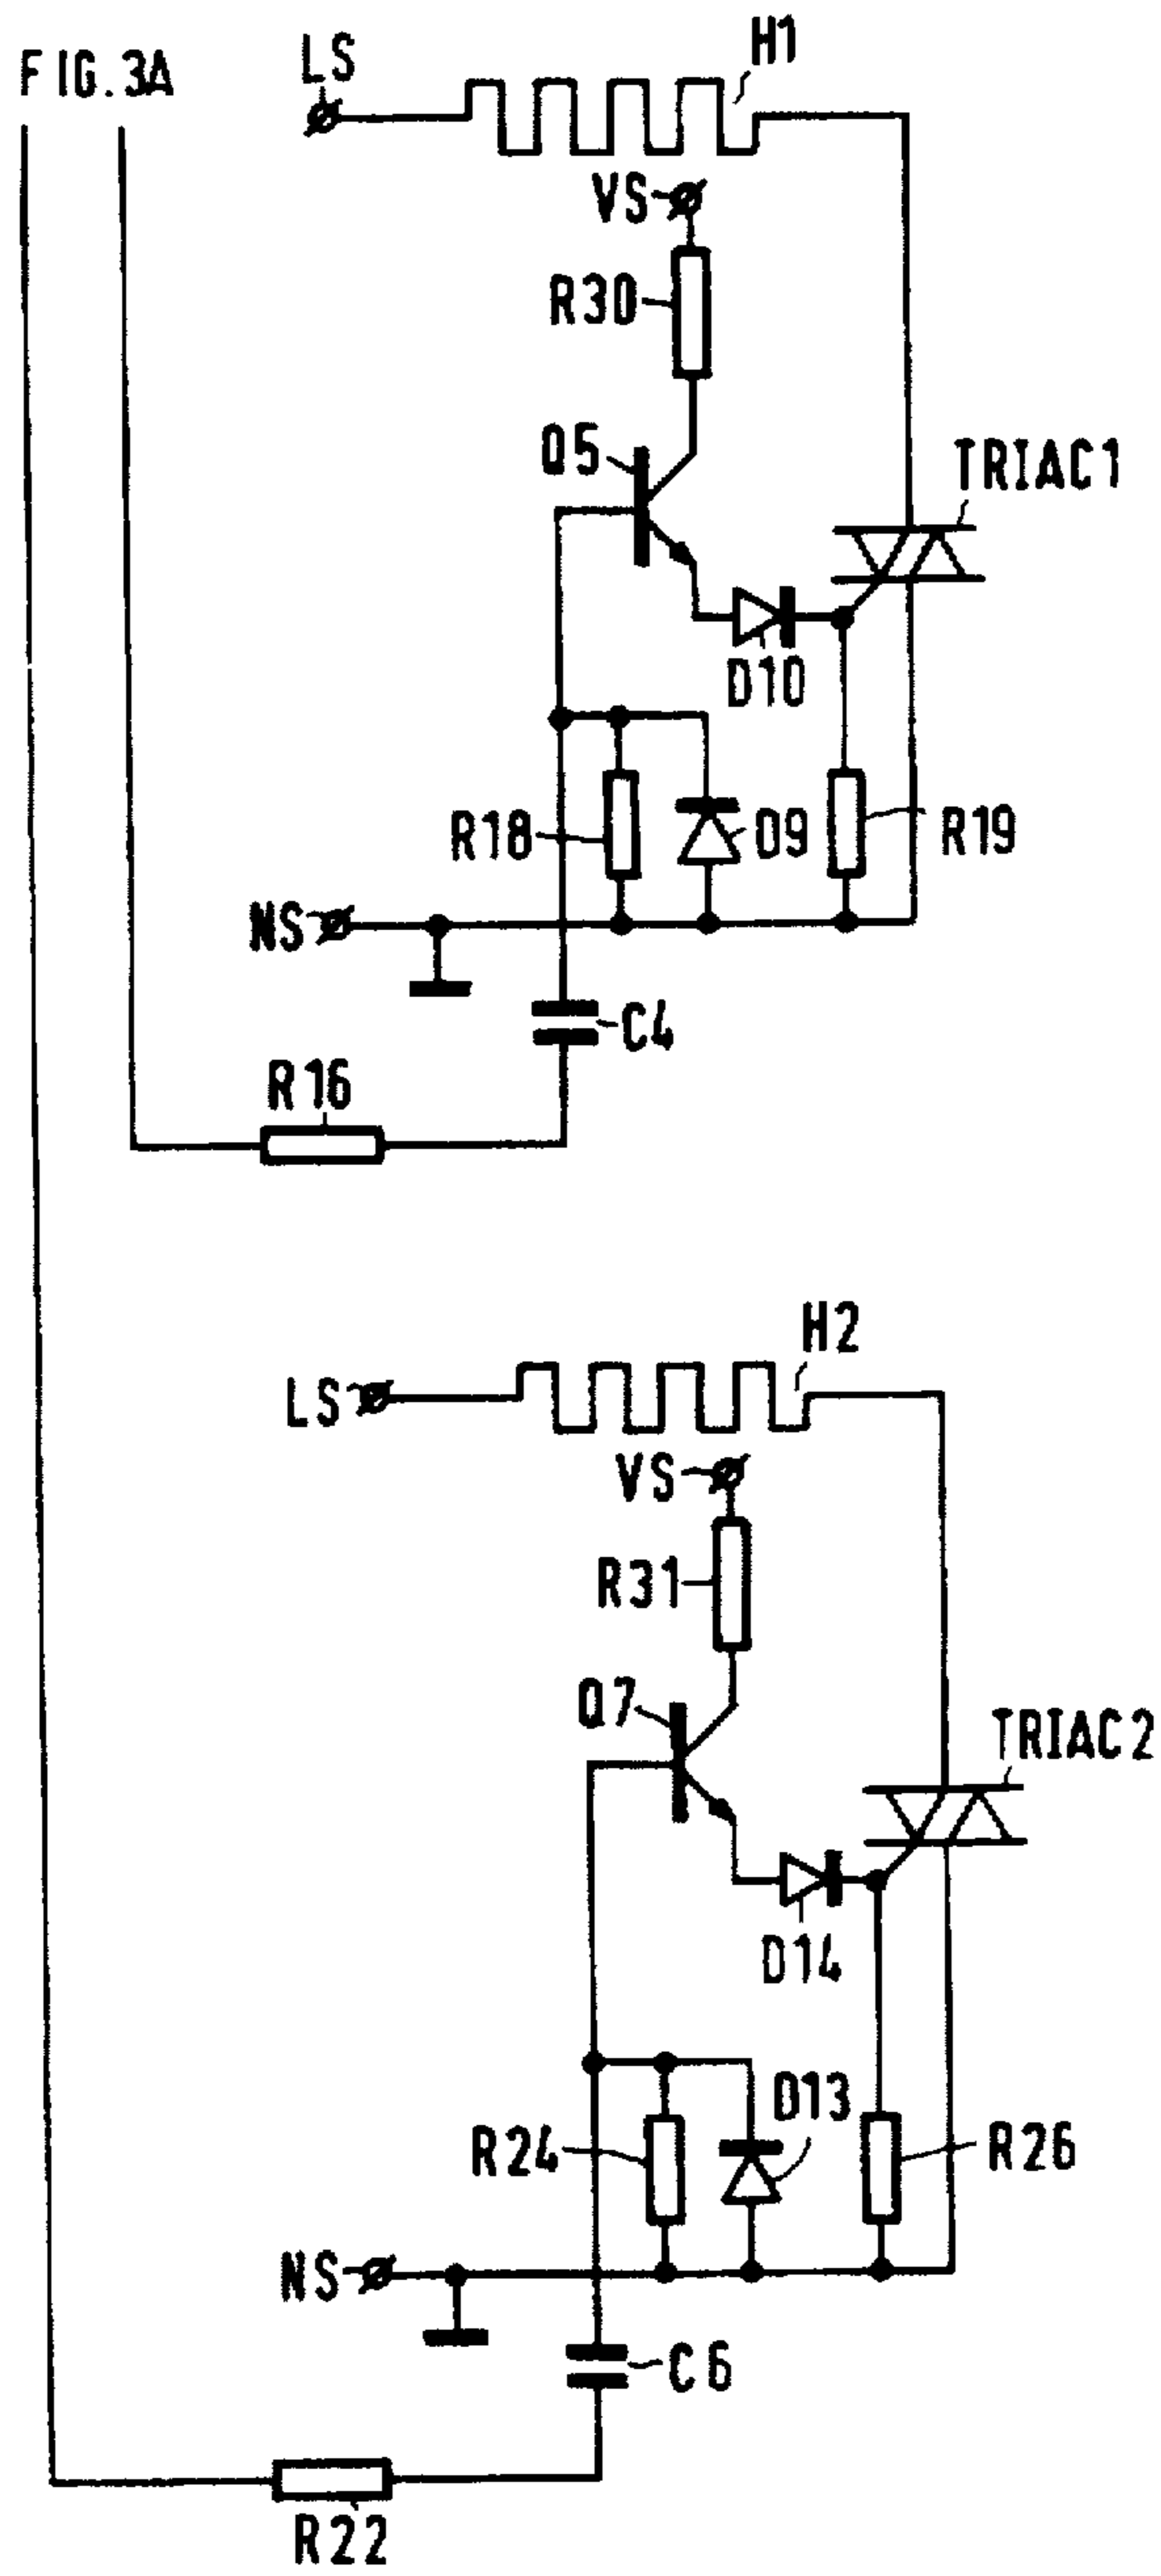 FIG.3A
LS
H1
VS
R30
Q5
TRIAC1
D10
R18
D9
R19
NS
C4
R16
H2
LS
VS
R31
Q7
TRIAC2
D14
D13
R24
R26
NS
C6
R22